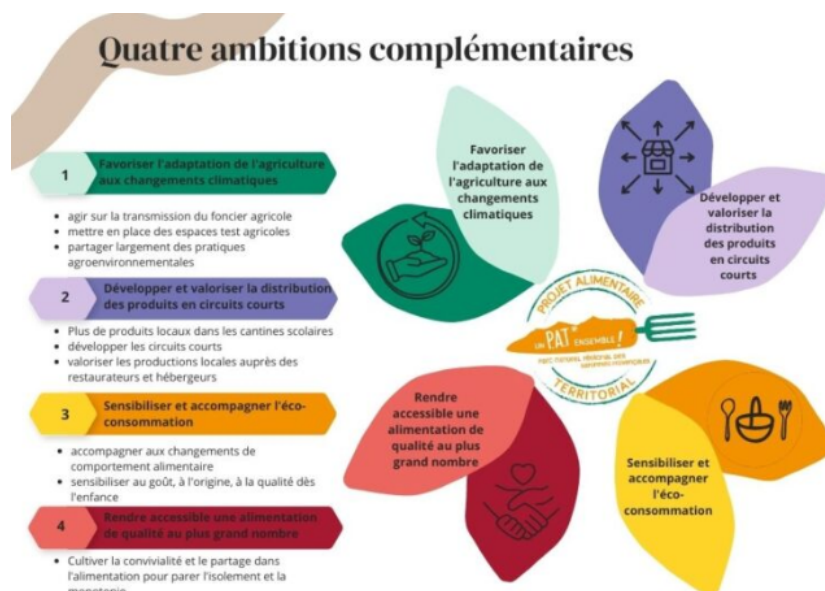 Quatre ambitions complémentaires
1
Favoriser l'adaptation de l'agriculture
aux changements climatiques
agir sur la transmission du foncier agricole
mettre en place des espaces test agricoles
partager largement des pratiques
agroenvironnementales
2
Développer et valoriser la distribution
des produits en circuits courts
Plus de produits locaux dans les cantines scolaires
développer les circuits courts
valoriser les productions locales auprès des
restaurateurs et hébergeurs
3
Sensibiliser et accompagner l'éco-
consommation
accompagner aux changements de
comportement alimentaire
sensibiliser au goût, à l'origine, à la qualité dès
l'enfance
4
Rendre accessible une alimentation
de qualité au plus grand nombre
Cultiver la convivialité et le partage dans
l'alimentation pour parer l'isolement et la
Favoriser
l'adaptation de
l'agriculture aux
changements
climatiques
Développer et
valoriser la
distribution
des produits
en circuits
courts
PROJET ALIMENTAIRE
UN PAT* ENSEMBLE !
PARC NATUREL RÉGIONAL DES
BARONNIES PROVENÇALES
TERRITORIAL
Rendre
accessible une
alimentation de
qualité au plus
grand nombre
Sensibiliser et
accompagner
l'éco-
consommation